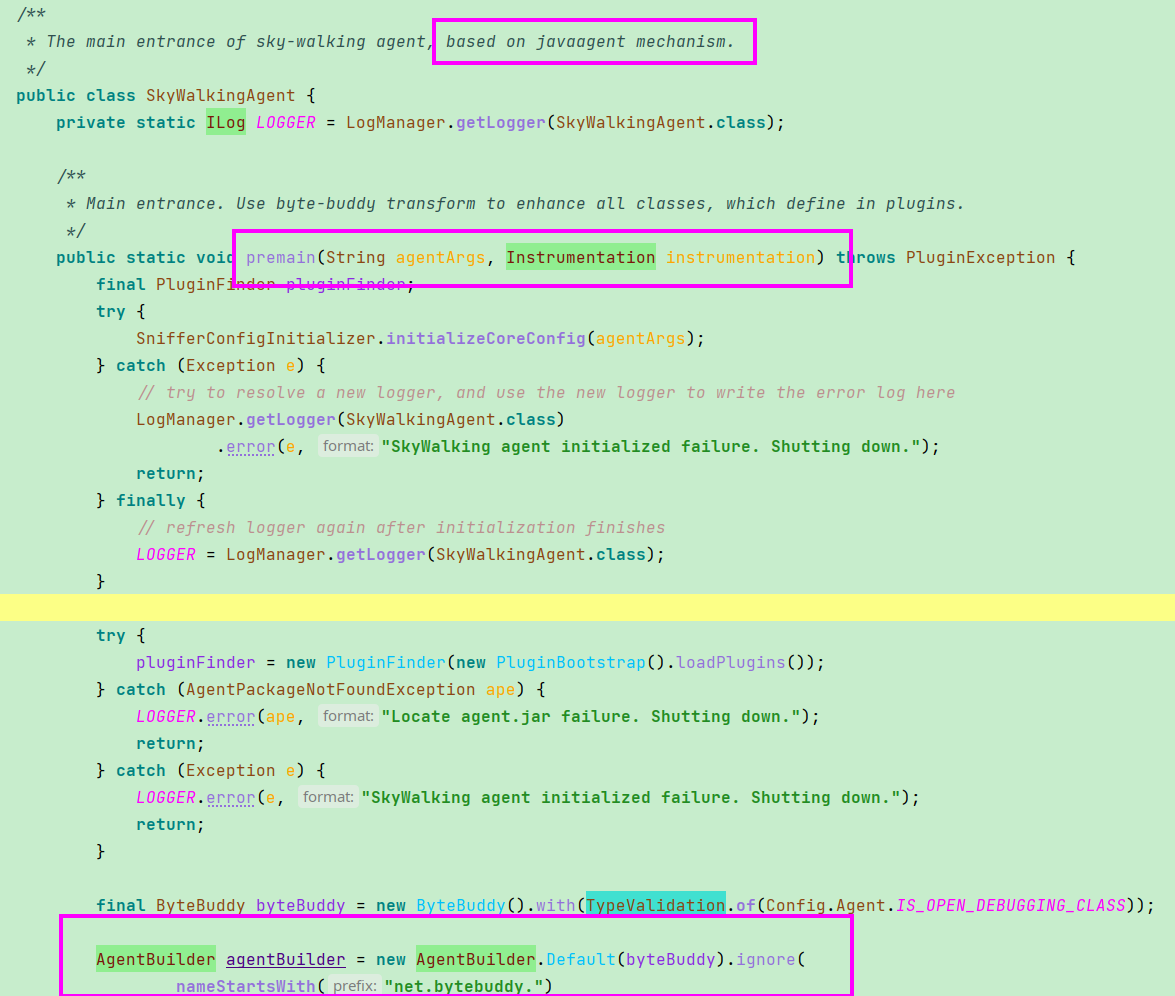 /**
* The main entrance of sky-walking agent, based on javaagent mechanism.
*/
public class SkyWalkingAgent {
private static ILog LOGGER = LogManager.getLogger(SkyWalkingAgent.class);
/**
* Main entrance. Use byte-buddy transform to enhance all classes, which define in plugins.
*/
public static void premain(String agentArgs, Instrumentation instrumentation) throws PluginException {
final PluginFinder pluginFinder;
try {
SnifferConfigInitializer.initializeCoreConfig(agentArgs);
} catch (Exception e) {
// try to resolve a new logger, and use the new logger to write the error log here
LogManager.getLogger(SkyWalkingAgent.class)
.error(e, format: "SkyWalking agent initialized failure. Shutting down.");
return;
} finally {
// refresh logger again after initialization finishes
LOGGER = LogManager.getLogger(SkyWalkingAgent.class);
}
try {
pluginFinder = new PluginFinder(new PluginBootstrap().loadPlugins());
} catch (AgentPackageNotFoundException ape) {
LOGGER.error(ape, format: "Locate agent.jar failure. Shutting down.");
return;
} catch (Exception e) {
LOGGER.error(e, format: "SkyWalking agent initialized failure. Shutting down.");
return;
}
final ByteBuddy byteBuddy = new ByteBuddy().with(TypeValidation.of(Config.Agent.IS_OPEN_DEBUGGING_CLASS));
AgentBuilder agentBuilder = new AgentBuilder.Default(byteBuddy).ignore(
nameStartsWith( prefix: "net.bytebuddy.")